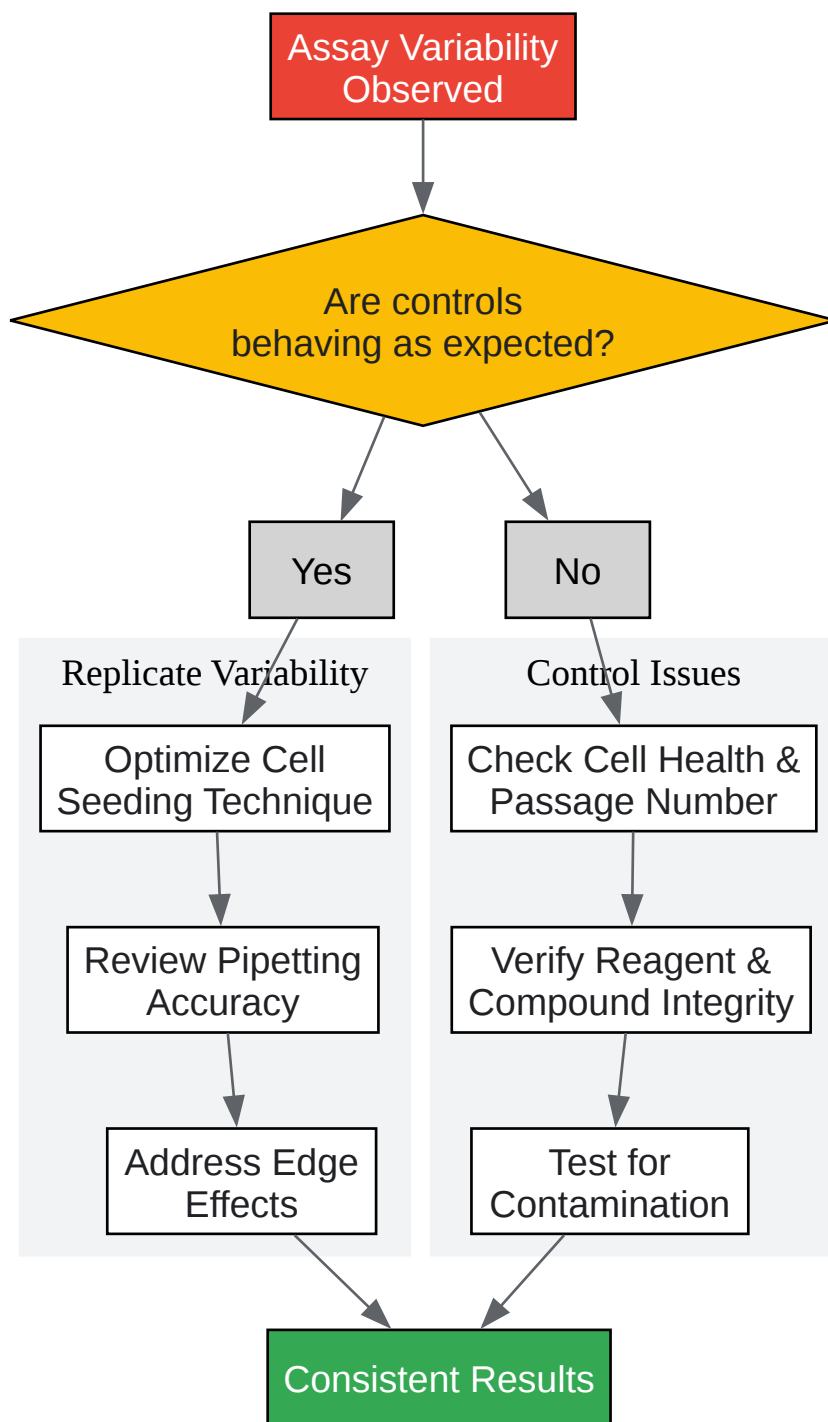 Assay Variability
Observed
Are controls
behaving as expected?
Yes
No
Replicate Variability
Control Issues
Optimize Cell
Seeding Technique
Check Cell Health &
Passage Number
Review Pipetting
Accuracy
Verify Reagent &
Compound Integrity
Address Edge
Effects
Test for
Contamination
Consistent Results